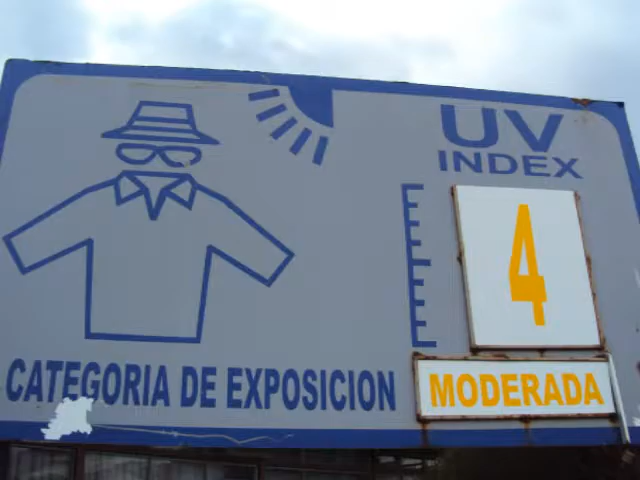 UV
INDEX
4
CATEGORIA DE EXPOSICION
MODERADA